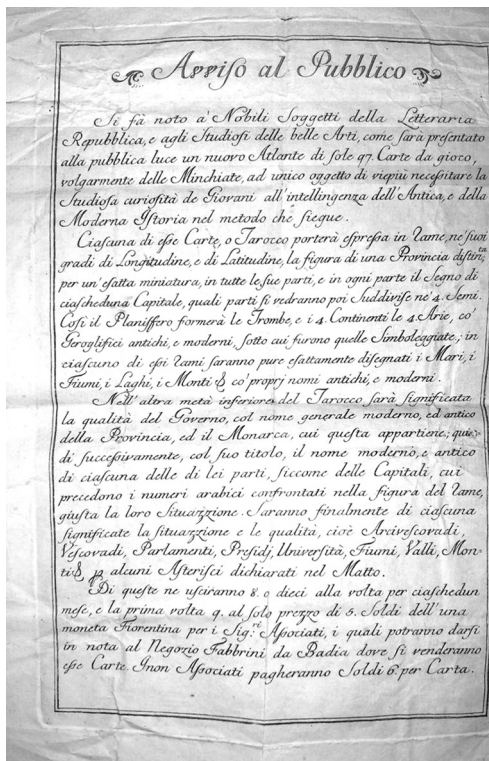 Avviso al Pubblico
Si fà noto a' Nobili Soggetti della Letteraria
Repubblica, e agli Studiosi delle belle Arti, come sarà presentato
alla pubblica luce un nuovo Atlante di sole 97. Carte da gioco,
volgarmente delle Minchiate, ad unico oggetto di viepiù necessitare la
Studiosa curiosità de Giovani all'intellingenza dell'Antica, e della
Moderna Istoria nel metodo che siegue.
Ciascuna di esse Carte, o Tarocco porterà espressa in Rame, ne' suoi
gradi di Longitudine, e di Latitudine, la figura di una Provincia distinta
per un' esatta miniatura, in tutte le sue parti, e in ogni parte il Segno di
ciascheduna Capitale, quali parti si vedranno poi Suddivise ne' 4. Semi.
Così il Planissero formerà le Trombe, e i 4. Continenti le 4. Arie, co'
Geroglifici antichi, e moderni, sotto cui furono quelle Simboleggiate; in
ciascuno di essi Rami saranno pure esattamente disegnati i Mari, i
Fiumi, i Laghi, i Monti & co' proprj nomi antichi, e moderni.
Nell'altra metà inferiore del Tarocco sarà significata
la qualità del Governo, col nome generale moderno, ed antico
della Provincia, ed il Monarca, cui questa appartiene; quin-
di successivamente, col suo titolo, il nome moderno, e antico
di ciascuna delle di lei parti, siccome delle Capitali, cui
precedono i numeri arabici confrontati nella figura del Rame,
giusta la loro Situazzione. Saranno finalmente di ciascuna
significate la situazzione e le qualità, cioè Arcivescovadi,
Vescovadi, Parlamenti, Presidj, Università, Fiumi, Valli, Mon-
ti &, alcuni Asterisci dichiarati nel Matto.
Di queste ne usciranno 8. o dieci alla volta per ciaschedun
mese, e la prima volta 9. al solo prezzo di 5. Soldi dell'una
moneta Fiorentina per i Sig.ri Associati, i quali potranno darsi
in nota al Negozio Fabbrini da Badia dove si venderanno
esse Carte. I non Associati pagheranno Soldi 6. per Carta.